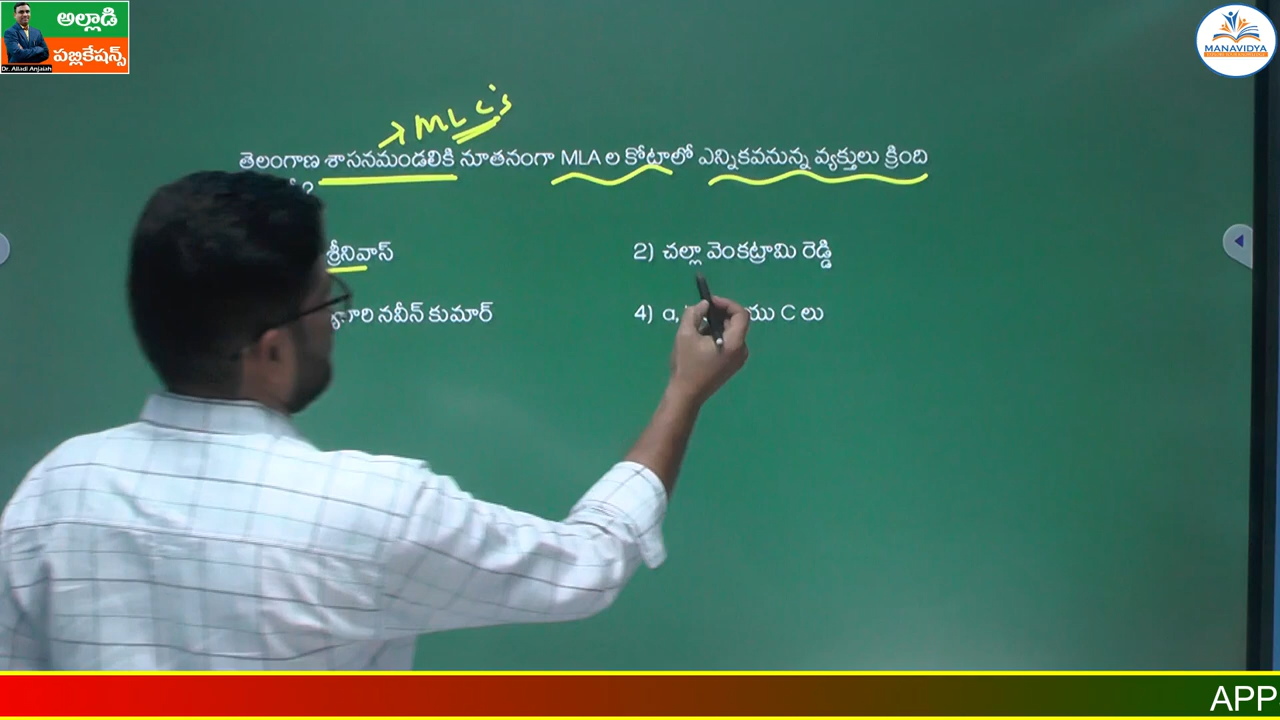 అల్లాడి
పబ్లికేషన్స్
Dr. Alladi Anjaiah
MANAVIDYA
→ MLC's
తెలంగాణ శాసనమండలికి నూతనంగా MLA ల కోటాలో ఎన్నికవనున్న వ్యక్తులు క్రింది
?
శ్రీనివాస్
2) చల్లా వెంకట్రామి రెడ్డి
నవీన్ కుమార్
4) a, C లు
APP